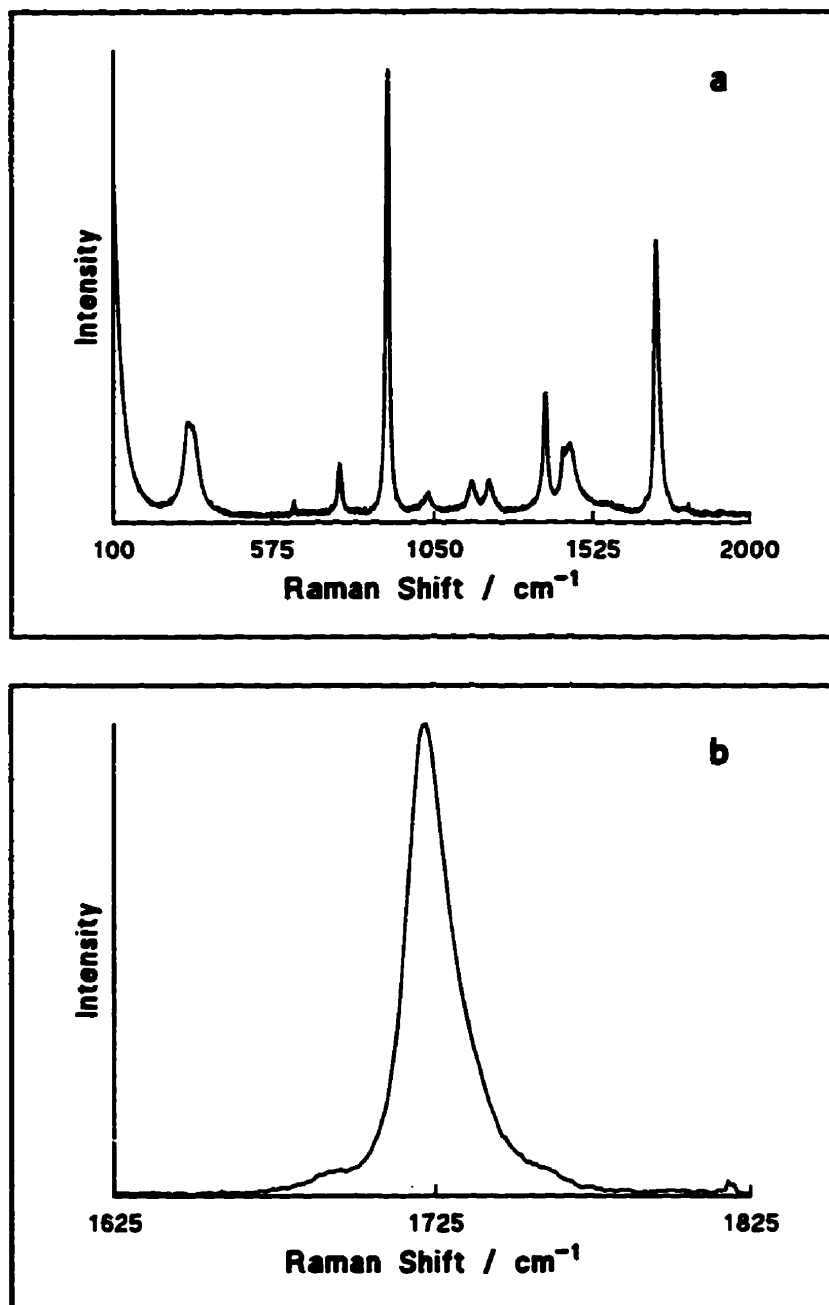 a
Intensity
100 575 1050 1525 2000
Raman Shift / cm⁻¹
b
Intensity
1625 1725 1825
Raman Shift / cm⁻¹